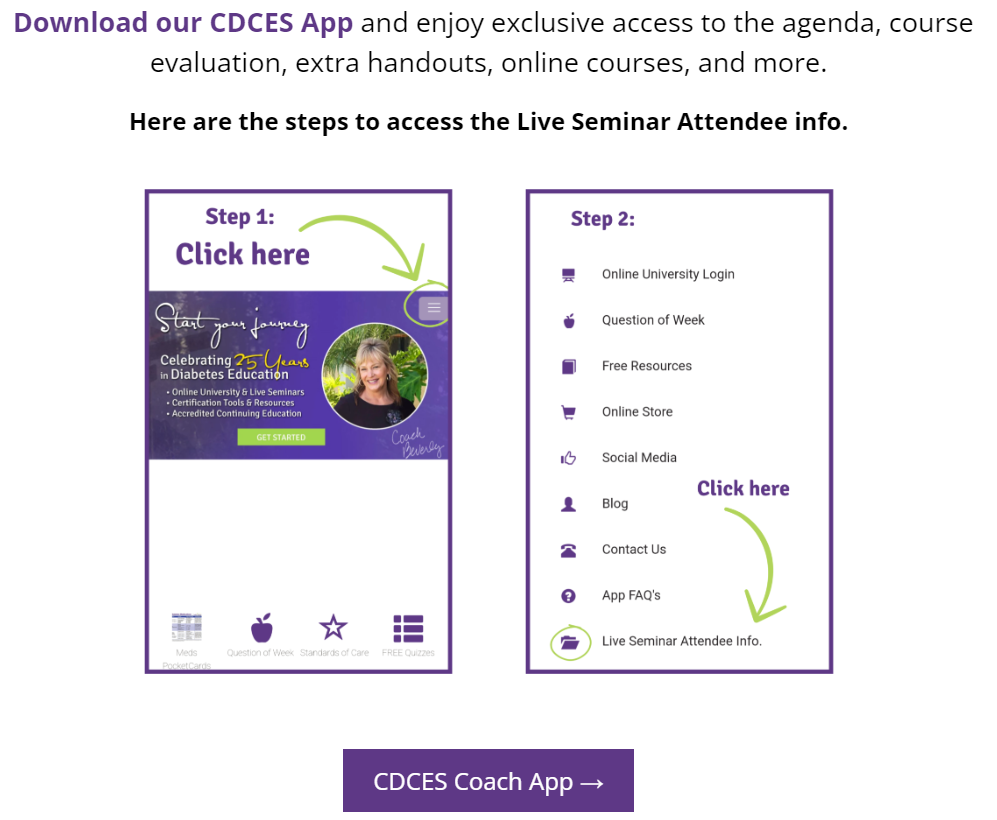 Download our CDCES App and enjoy exclusive access to the agenda, course
evaluation, extra handouts, online courses, and more.
Here are the steps to access the Live Seminar Attendee info.
Step 1:
Click here
Start your journey
Celebrating 25 Years
in Diabetes Education
• Online University & Live Seminars
• Certification Tools & Resources
• Accredited Continuing Education
GET STARTED
Coach
Beverly
Meds
PocketCards
Question of Week
Standards of Care
FREE Quizzes
Step 2:
Online University Login
Question of Week
Free Resources
Online Store
Social Media
Click here
Blog
Contact Us
App FAQ's
Live Seminar Attendee Info.
CDCES Coach App →